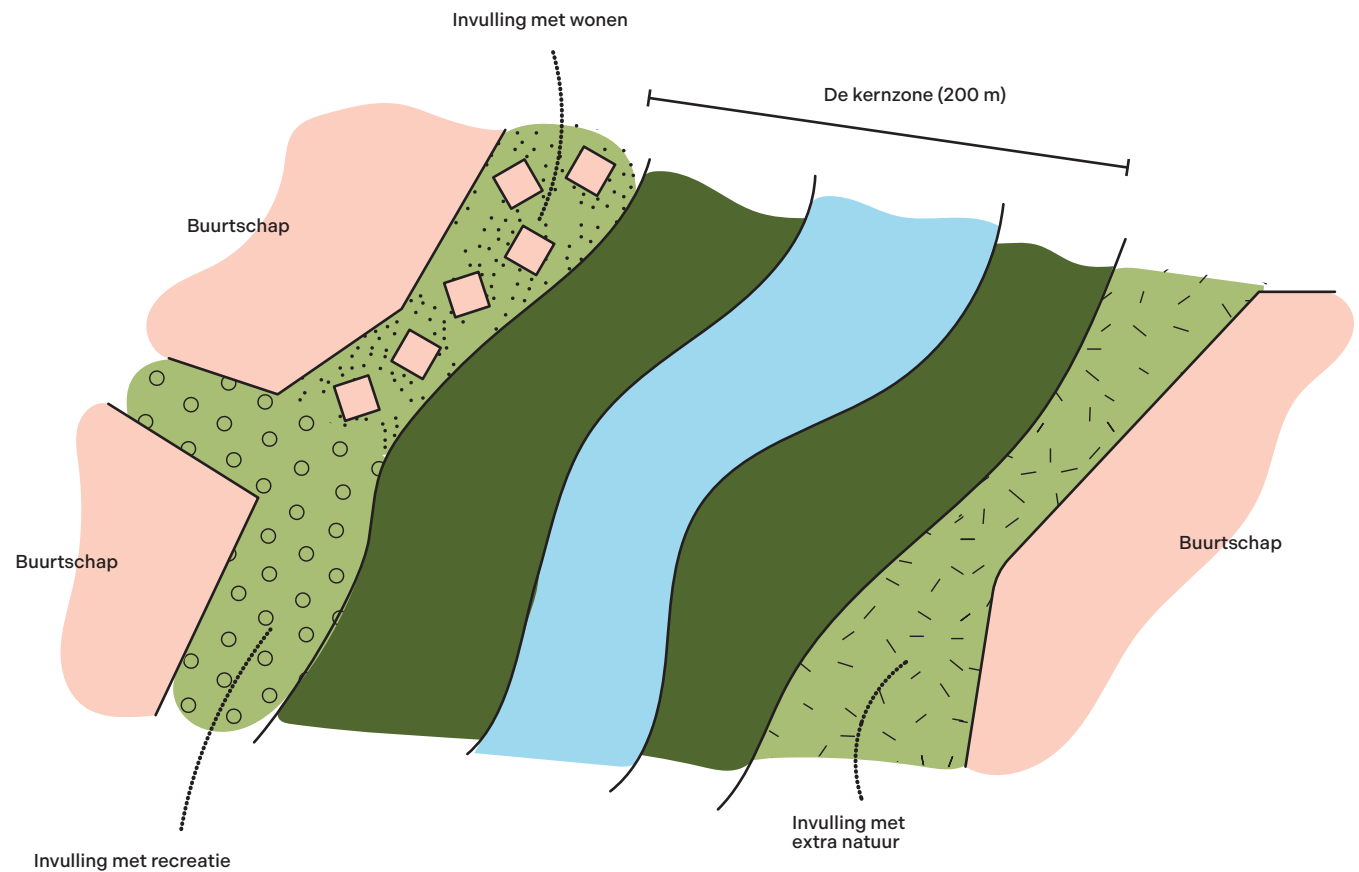 Invulling met wonen
De kernzone (200 m)
Buurtschap
Buurtschap
Buurtschap
Invulling met
extra natuur
Invulling met recreatie